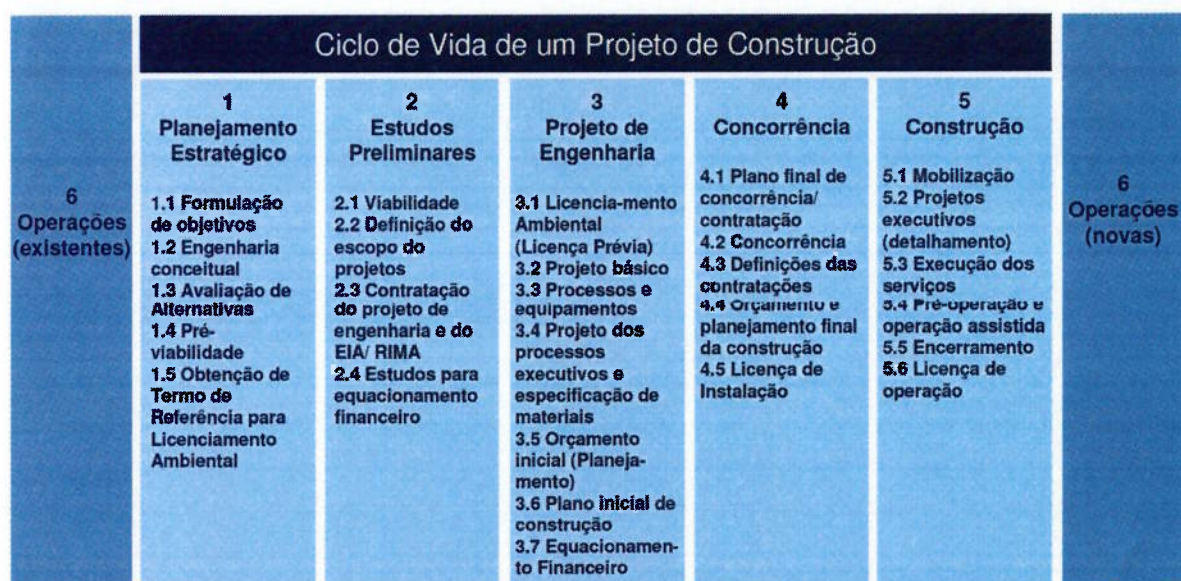 Ciclo de Vida de um Projeto de Construção
6
Operações
(existentes)
1
Planejamento
Estratégico
1.1 Formulação
de objetivos
1.2 Engenharia
conceitual
1.3 Avaliação de
Alternativas
1.4 Pré-
viabilidade
1.5 Obtenção de
Termo de
Referência para
Licenciamento
Ambiental
2
Estudos
Preliminares
2.1 Viabilidade
2.2 Definição do
escopo do
projetos
2.3 Contratação
do projeto de
engenharia e do
EIA/ RIMA
2.4 Estudos para
equacionamento
financeiro
3
Projeto de
Engenharia
3.1 Licencia-mento
Ambiental
(Licença Prévia)
3.2 Projeto básico
3.3 Processos e
equipamentos
3.4 Projeto dos
processos
executivos e
especificação de
materiais
3.5 Orçamento
inicial (Planeja-
mento)
3.6 Plano inicial de
construção
3.7 Equacionamen-
to Financeiro
4
Concorrência
4.1 Plano final de
concorrência/
contratação
4.2 Concorrência
4.3 Definições das
contratações
4.4 Orçamento e
planejamento final
da construção
4.5 Licença de
Instalação
5
Construção
5.1 Mobilização
5.2 Projetos
executivos
(detalhamento)
5.3 Execução dos
serviços
5.4 Pré-operação e
operação assistida
5.5 Encerramento
5.6 Licença de
operação
6
Operações
(novas)